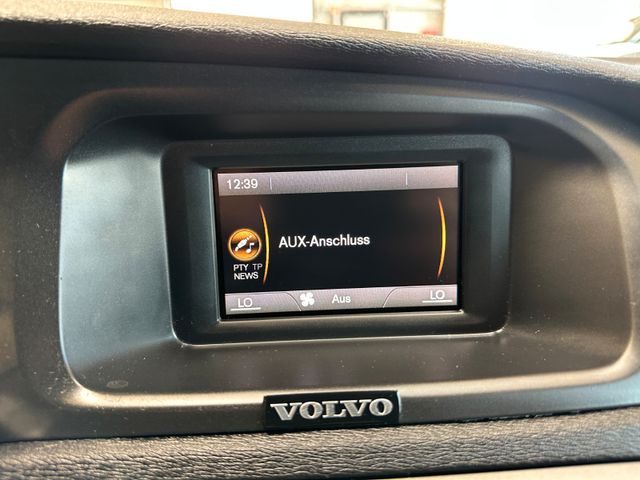 12:39
AUX-Anschluss
PTY TP
NEWS
LO Aus LO
VOLVO